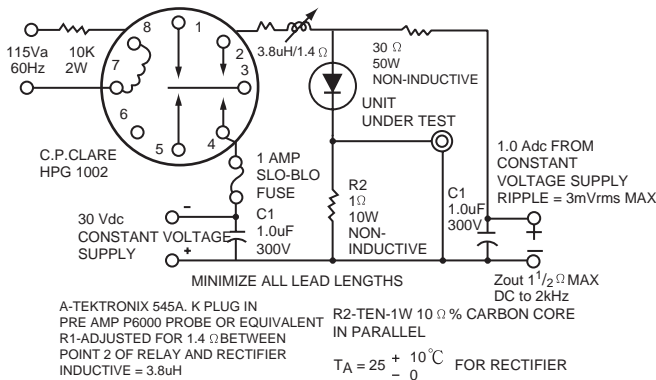 115Va
60Hz
10K
2W
8
1
2
7
3
6
5
4
C.P.CLARE
HPG 1002
3.8uH/1.4 Ω
30 Ω
50W
NON-INDUCTIVE
UNIT
UNDER TEST
1 AMP
SLO-BLO
FUSE
R2
1Ω
10W
NON-
INDUCTIVE
C1
1.0uF
300V
1.0 Adc FROM
CONSTANT
VOLTAGE SUPPLY
RIPPLE = 3mVrms MAX
+
−
Zout 1 1/2 Ω MAX
DC to 2kHz
−
30 Vdc
CONSTANT VOLTAGE
SUPPLY
+
C1
1.0uF
300V
MINIMIZE ALL LEAD LENGTHS
A-TEKTRONIX 545A. K PLUG IN
PRE AMP P6000 PROBE OR EQUIVALENT
R1-ADJUSTED FOR 1.4 Ω BETWEEN
POINT 2 OF RELAY AND RECTIFIER
INDUCTIVE = 3.8uH
R2-TEN-1W 10 Ω % CARBON CORE
IN PARALLEL
TA = 25 + 10℃ − 0 FOR RECTIFIER